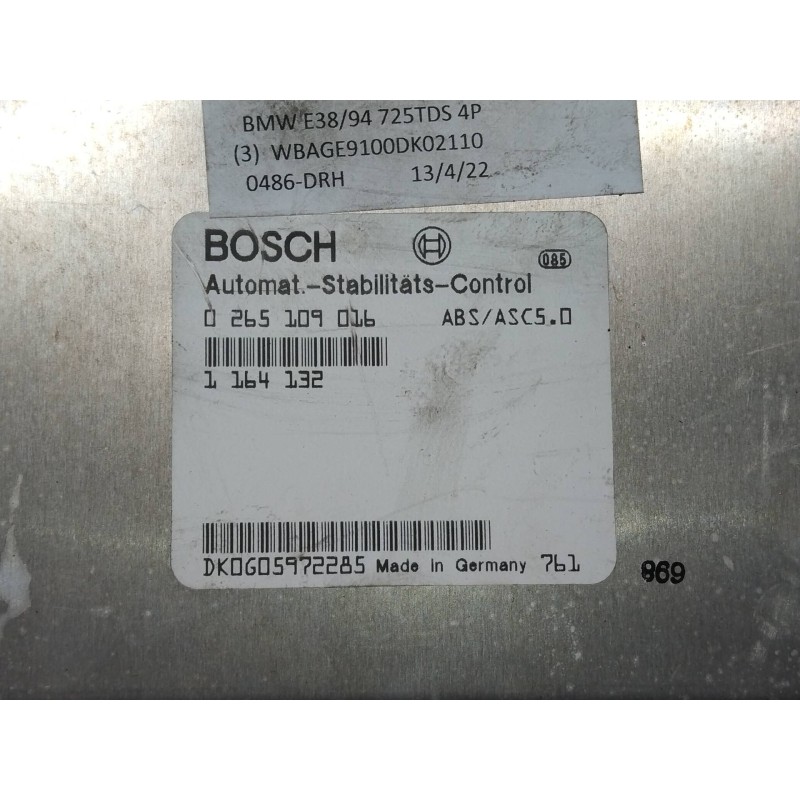 BMW E38/94 725TDS 4P
(3) WBAGE9100DK02110
0486-DRH 13/4/22
BOSCH
085
Automat.-Stabilitäts-Control
0 265 109 016 ABS/ASC5.0
1 164 132
DK0G05972285 Made in Germany 761
869